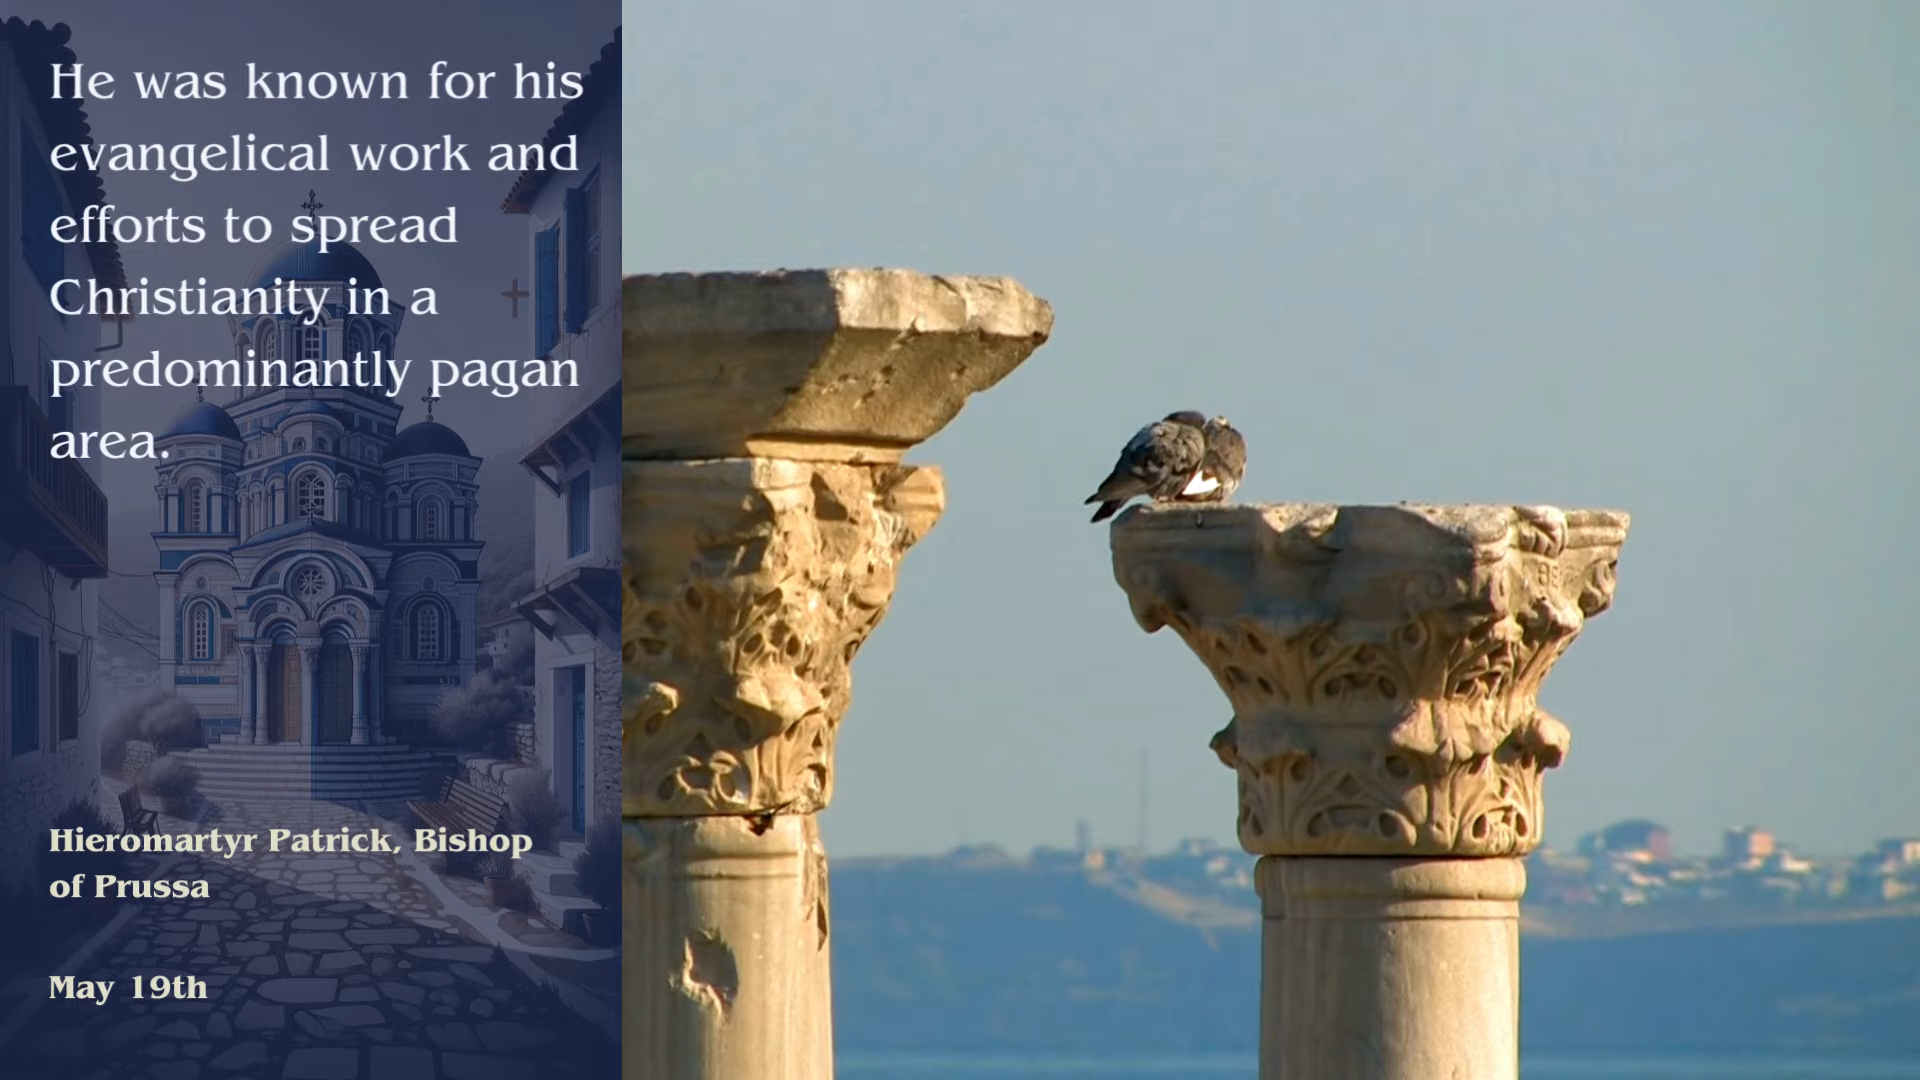 He was known for his
evangelical work and
efforts to spread
Christianity in a
predominantly pagan
area.
Hieromartyr Patrick, Bishop
of Prussa
May 19th